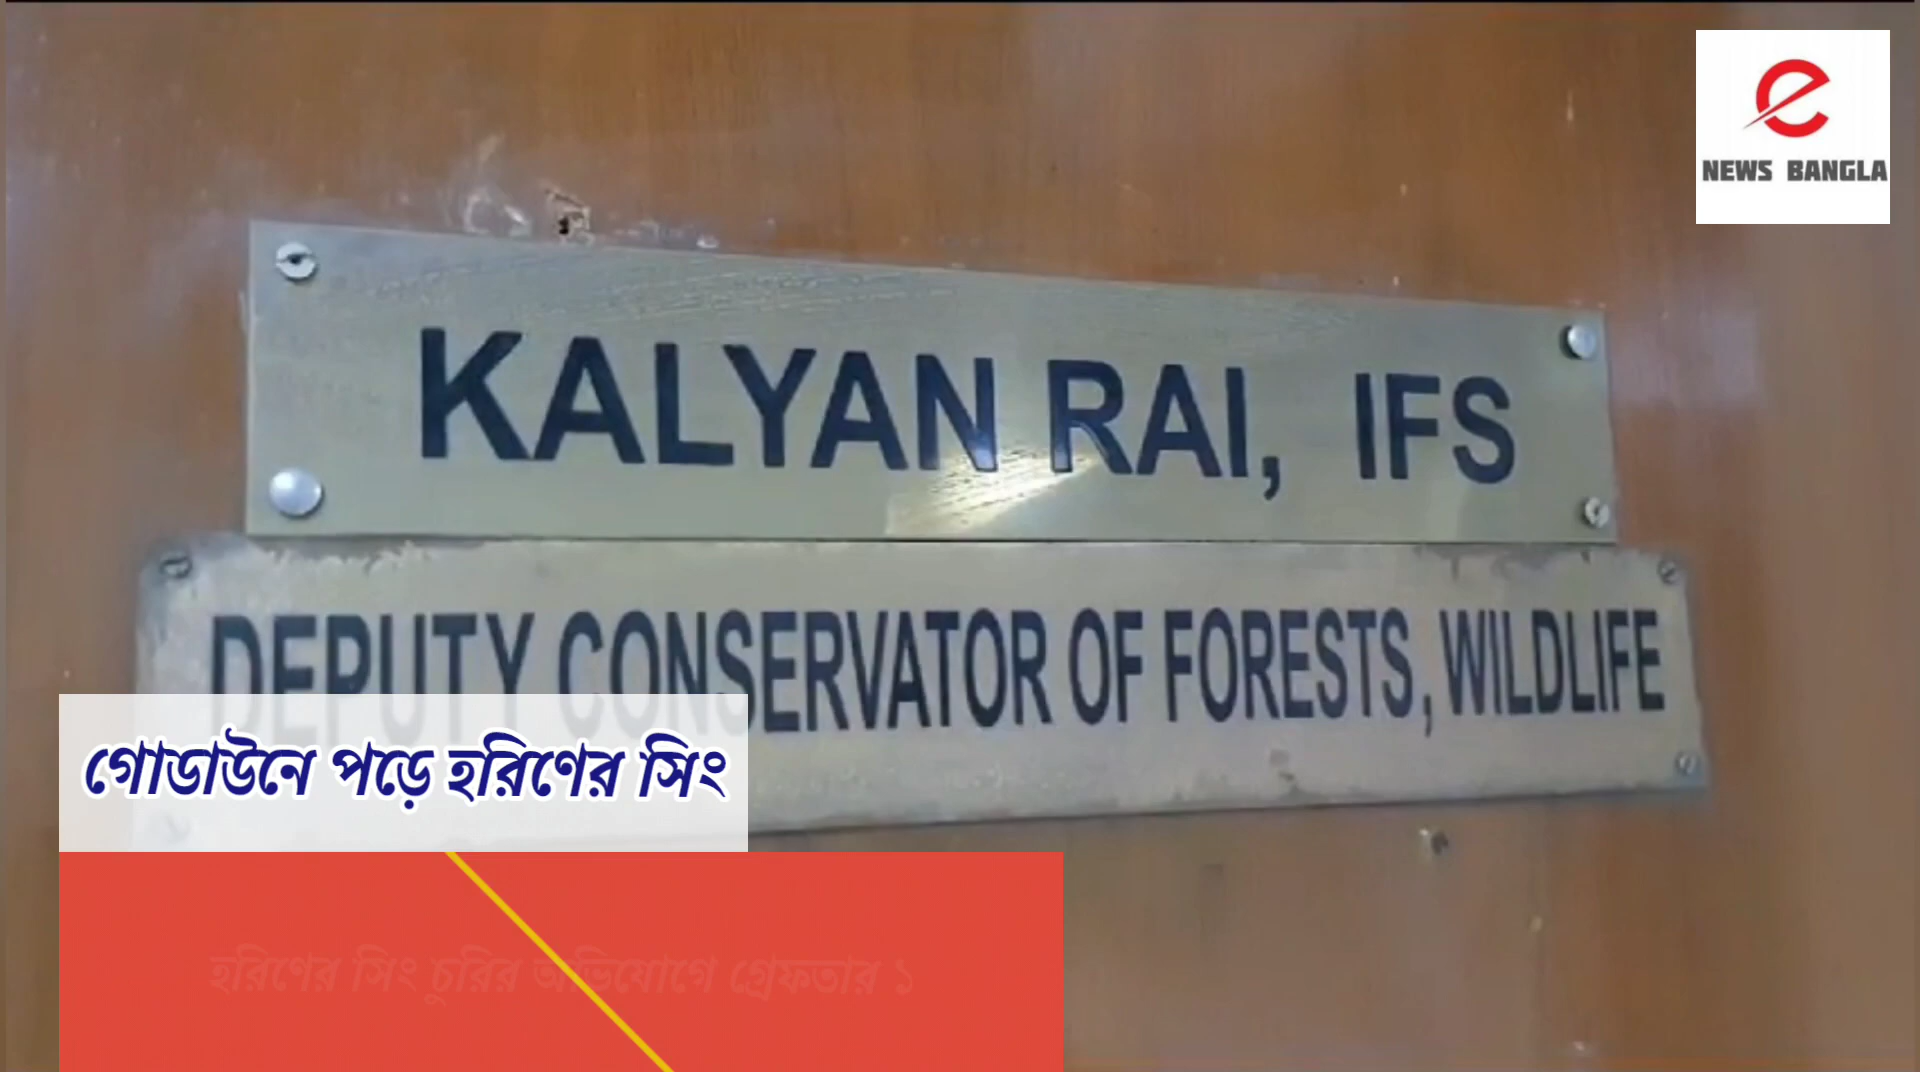 NEWS BANGLA
KALYAN RAI, IFS
DEPUTY CONSERVATOR OF FORESTS, WILDLIFE
গোডাউনে পড়ে হরিণের সিং
হরিণের সিং চুরির অভিযোগে গ্রেফতার ১